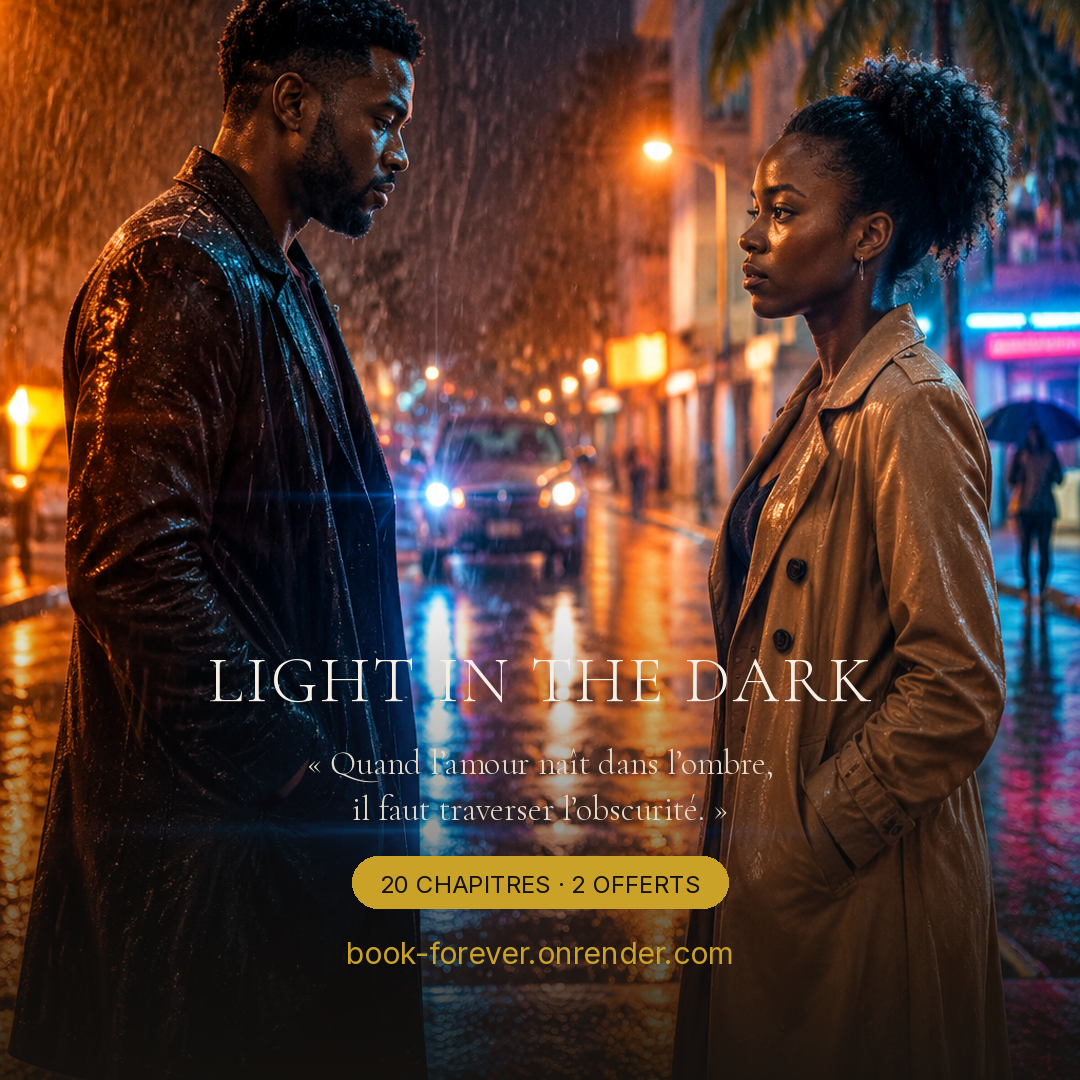 LIGHT IN THE DARK
« Quand l’amour naît dans l’ombre,
il faut traverser l’obscurité. »
20 CHAPITRES · 2 OFFERTS
book-forever.onrender.com